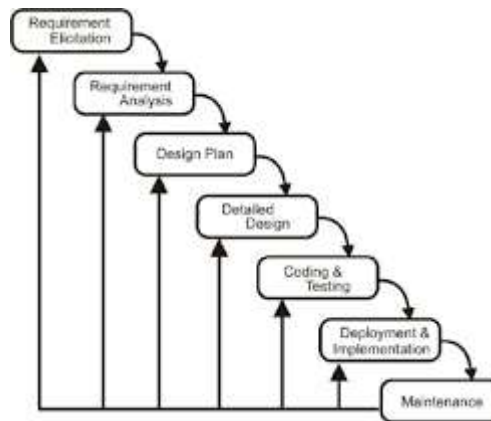 Requirement
Elicitation
Requirement
Analysis
Design Plan
Detailed
Design
Coding &
Testing
Deployment &
Implementation
Maintenance